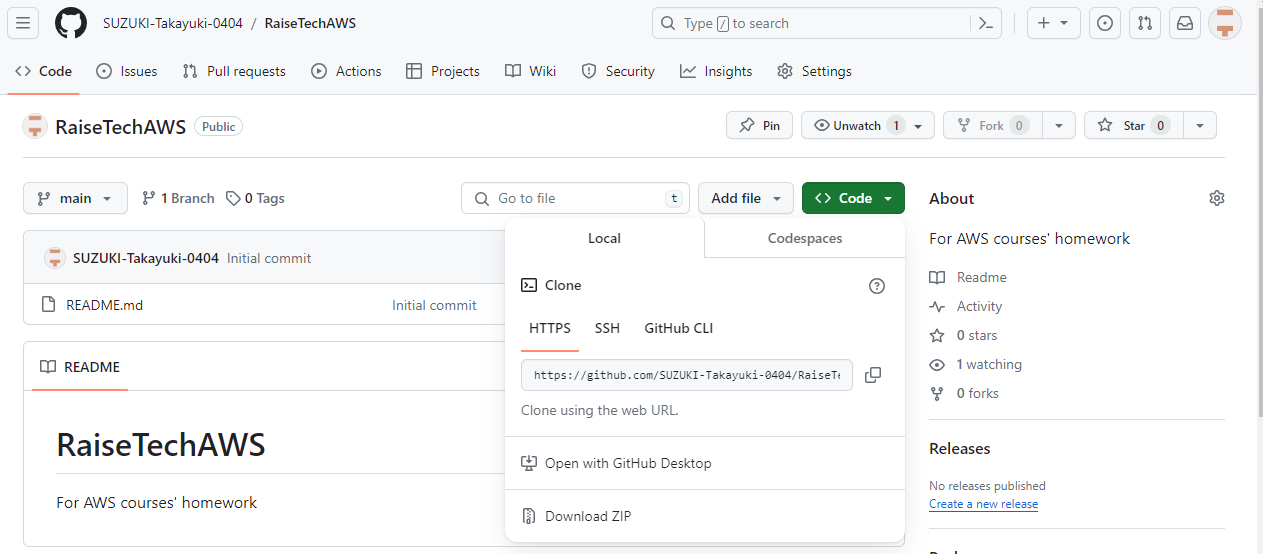 SUZUKI-Takayuki-0404 / RaiseTechAWS
Type / to search
Code Issues Pull requests Actions Projects Wiki Security Insights Settings
RaiseTechAWS Public
Pin Unwatch 1 Fork 0 Star 0
main 1 Branch 0 Tags Go to file t Add file Code
About
For AWS courses' homework
Readme
Activity
0 stars
1 watching
0 forks
Releases
No releases published
Create a new release
Local Codespaces
Clone
HTTPS SSH GitHub CLI
https://github.com/SUZUKI-Takayuki-0404/RaiseTe
Clone using the web URL.
Open with GitHub Desktop
Download ZIP
SUZUKI-Takayuki-0404 Initial commit
README.md Initial commit
README
RaiseTechAWS
For AWS courses' homework